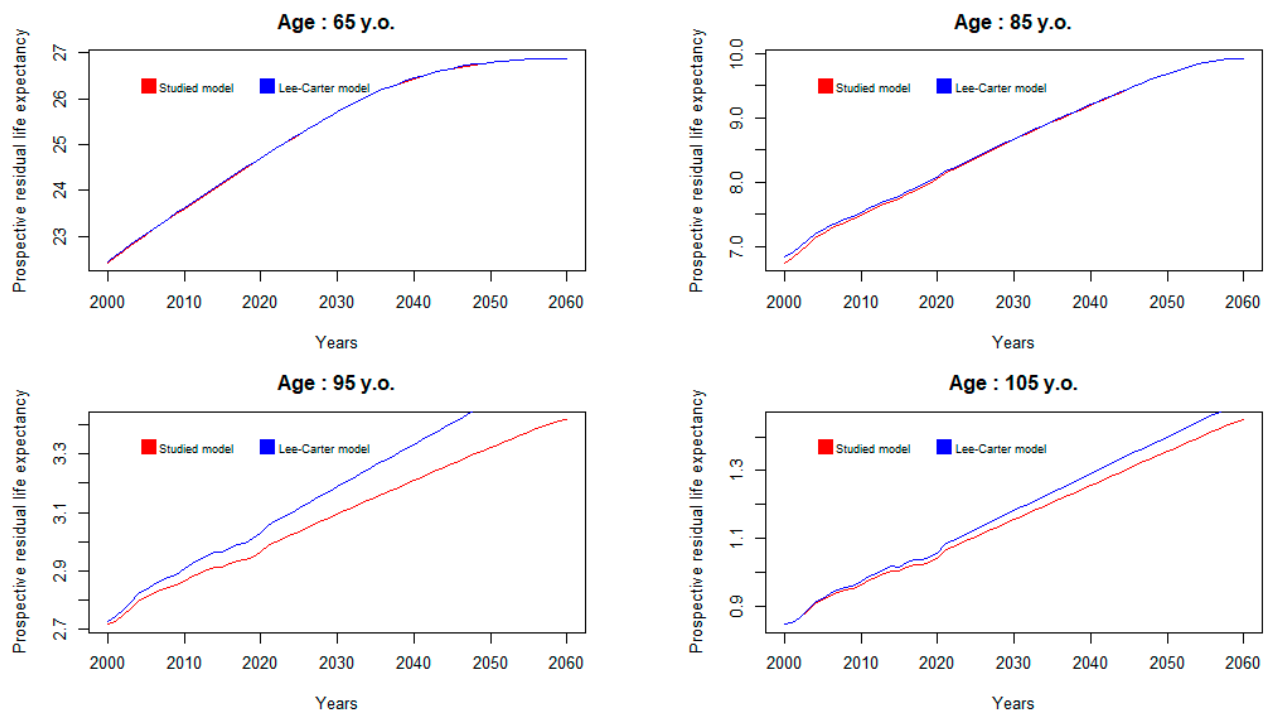 Age : 65 y.o.
Prospective residual life expectancy
27
26
25
24
23
Studied model
Lee-Carter model
2000 2010 2020 2030 2040 2050 2060
Years
Age : 85 y.o.
Prospective residual life expectancy
10.0
9.0
8.0
7.0
Studied model
Lee-Carter model
2000 2010 2020 2030 2040 2050 2060
Years
Age : 95 y.o.
Prospective residual life expectancy
3.3
3.1
2.9
2.7
Studied model
Lee-Carter model
2000 2010 2020 2030 2040 2050 2060
Years
Age : 105 y.o.
Prospective residual life expectancy
1.3
1.1
0.9
Studied model
Lee-Carter model
2000 2010 2020 2030 2040 2050 2060
Years